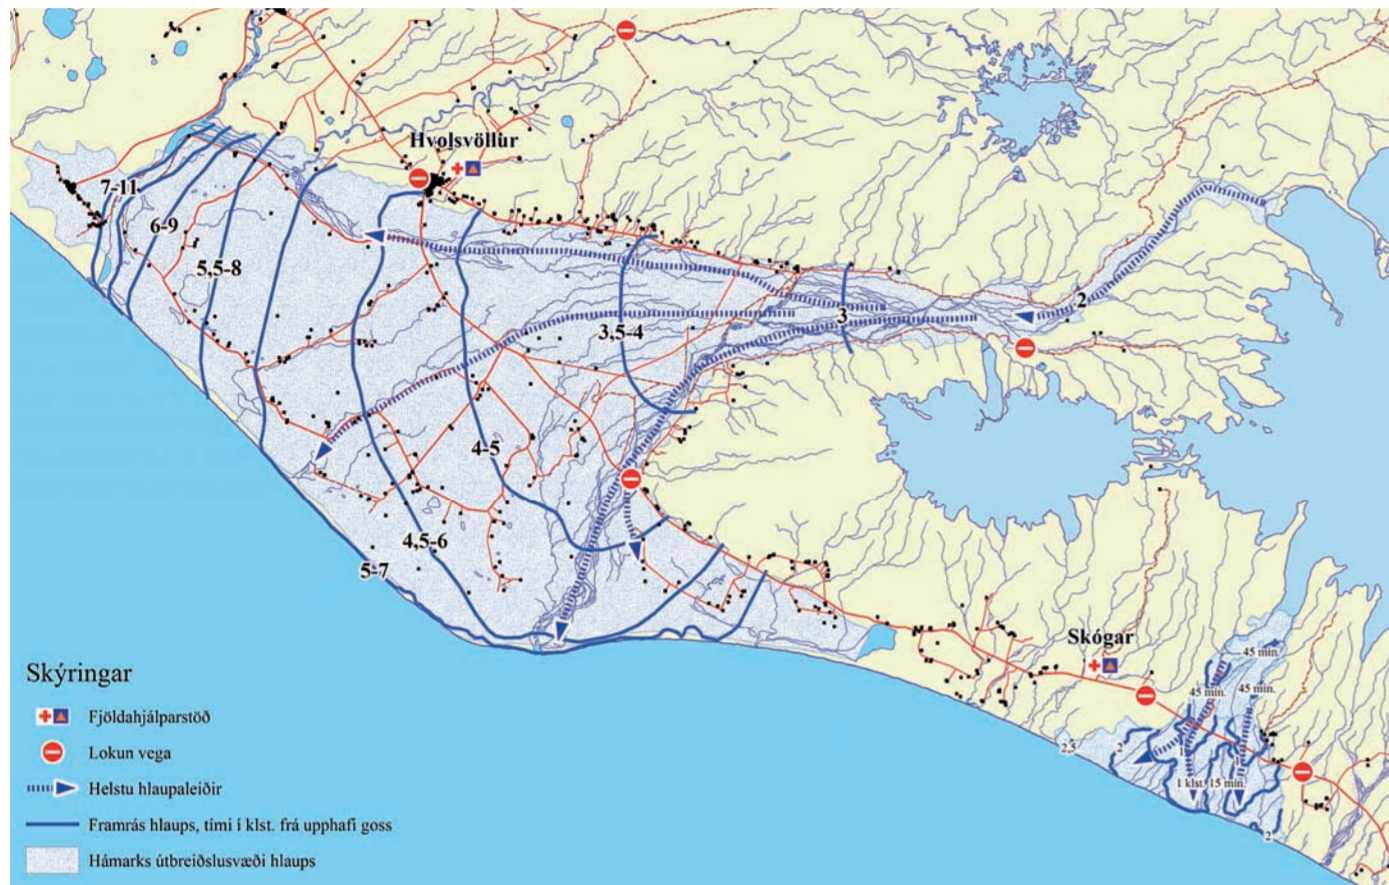 Hvolsvöllur
7-11
6-9
5,5-8
2
3,5-4
3
4-5
4,5-6
5-7
Skógar
45 mín.
45 mín.
45 mín.
2,5
2
1
1
1 klst. 15 mín.
2
Skýringar
Fjöldahjálparstöð
Lokun vega
Helstu hlaupaleiðir
Framrás hlaups, tími í klst. frá upphafi goss
Hámarks útbreiðslusvæði hlaups